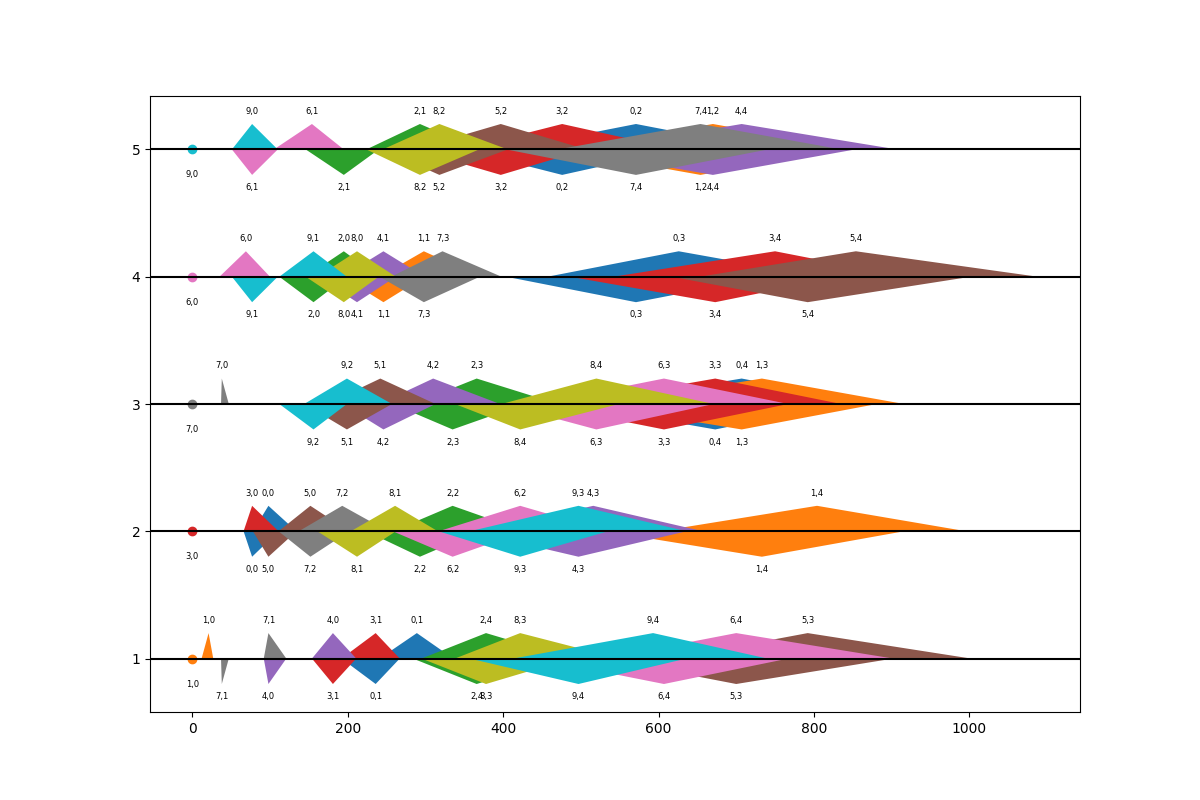 9,0 6,1 2,1 8,2 5,2 3,2 0,2 7,4 1,2 4,4
5
9,0 6,1 2,1 8,2 5,2 3,2 0,2 7,4 1,2 4,4
6,0 9,1 2,0 8,0 4,1 1,1 7,3 0,3 3,4 5,4
4
6,0 9,1 2,0 8,0 4,1 1,1 7,3 0,3 3,4 5,4
7,0 9,2 5,1 4,2 2,3 8,4 6,3 3,3 0,4 1,3
3
7,0 9,2 5,1 4,2 2,3 8,4 6,3 3,3 0,4 1,3
3,0 0,0 5,0 7,2 8,1 2,2 6,2 9,3 4,3 1,4
2
3,0 0,0 5,0 7,2 8,1 2,2 6,2 9,3 4,3 1,4
1,0 7,1 4,0 3,1 0,1 2,4 8,3 9,4 6,4 5,3
1
1,0 7,1 4,0 3,1 0,1 2,4 8,3 9,4 6,4 5,3
0 200 400 600 800 1000